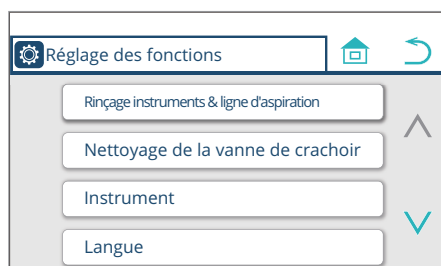 Réglage des fonctions
Rinçage instruments & ligne d'aspiration
Nettoyage de la vanne de crachoir
Instrument
Langue